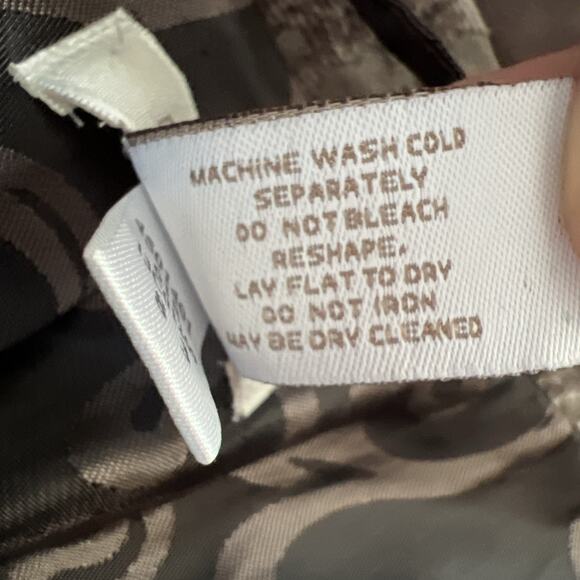 MACHINE WASH COLD
SEPARATELY
DO NOT BLEACH
RESHAPE,
LAY FLAT TO DRY
DO NOT IRON
MAY BE DRY CLEANED